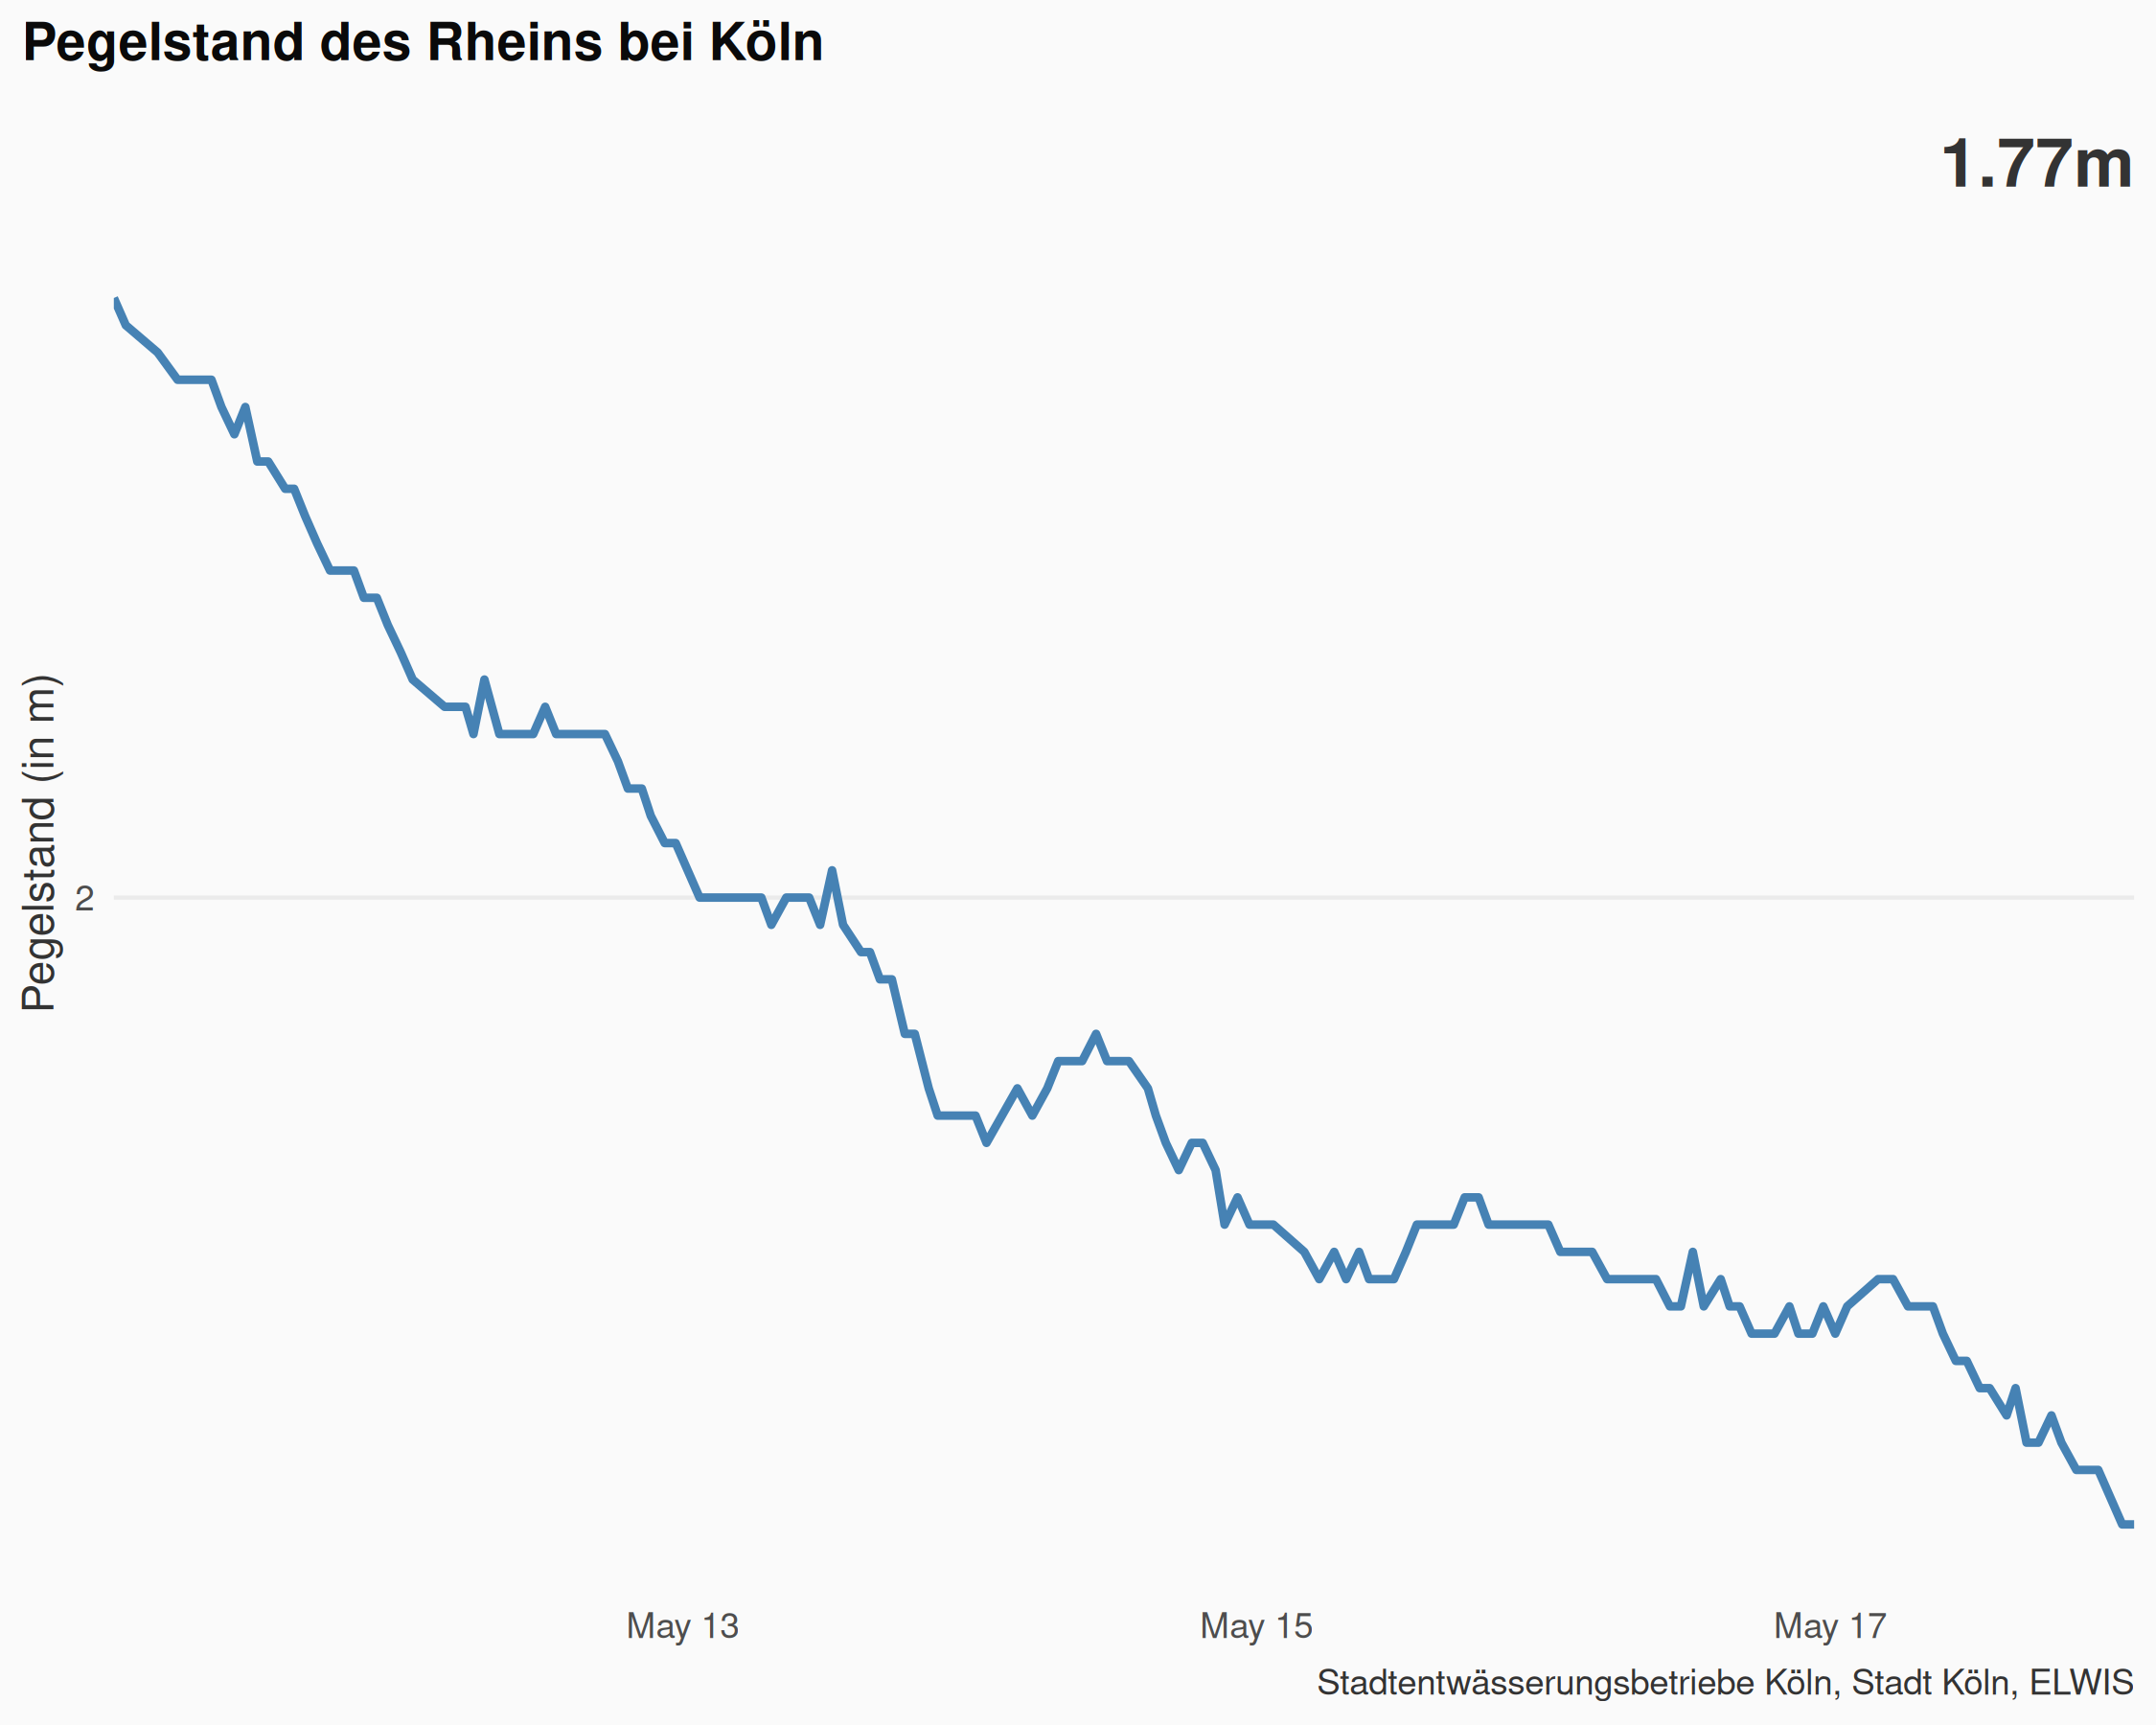 Pegelstand des Rheins bei Köln
1.77m
Pegelstand (in m)
2
May 13
May 15
May 17
Stadtentwässerungsbetriebe Köln, Stadt Köln, ELWIS